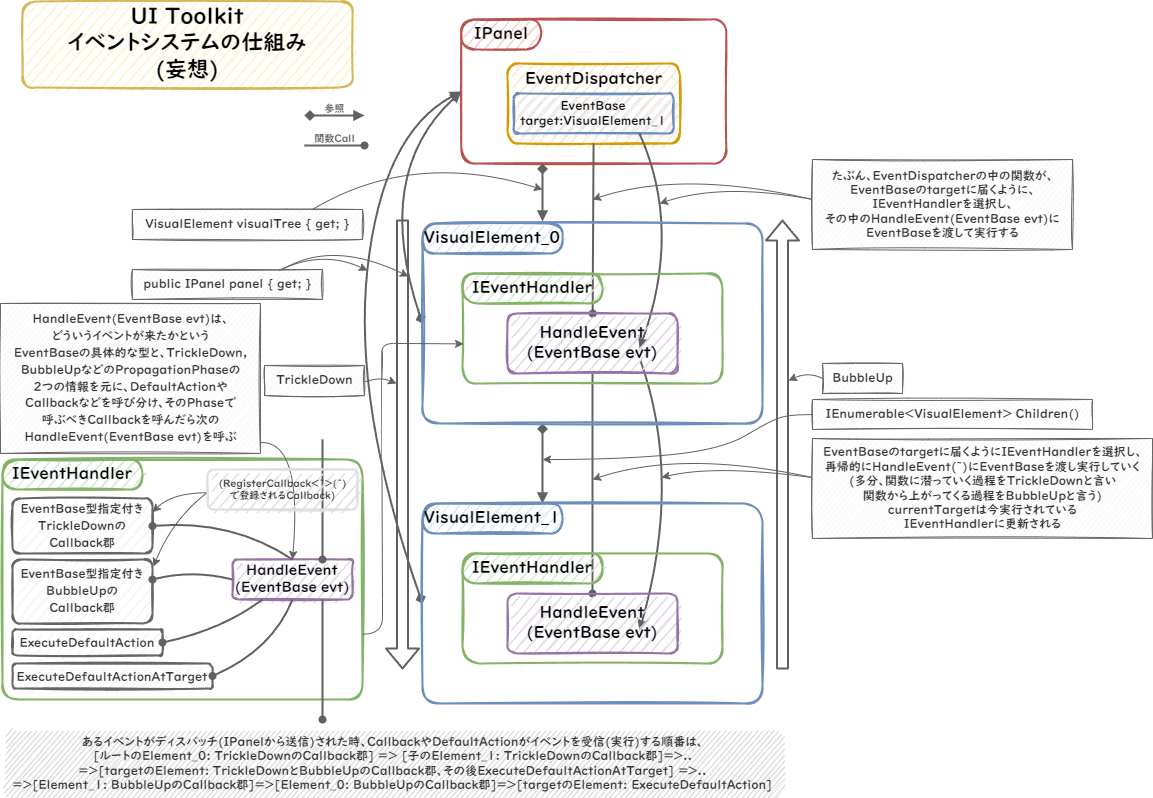 UI Toolkit
イベントシステムの仕組み
(妄想)
参照
関数Call
IPanel
EventDispatcher
EventBase
target:VisualElement_1
たぶん、EventDispatcherの中の関数が、
EventBaseのtargetに届くように、
IEventHandlerを選択し、
その中のHandleEvent(EventBase evt)に
EventBaseを渡して実行する
VisualElement visualTree { get; }
VisualElement_0
public IPanel panel { get; }
IEventHandler
HandleEvent
(EventBase evt)
HandleEvent(EventBase evt)は、
どういうイベントが来たかという
EventBaseの具体的な型と、TrickleDown,
BubbleUpなどのPropagationPhaseの
2つの情報を元に、DefaultActionや
Callbackなどを呼び分け、そのPhaseで
呼ぶべきCallbackを呼んだら次の
HandleEvent(EventBase evt)を呼ぶ
TrickleDown
BubbleUp
IEnumerable<VisualElement> Children()
EventBaseのtargetに届くようにIEventHandlerを選択し、
再帰的にHandleEvent(~)にEventBaseを渡し実行していく
(多分、関数に潜っていく過程をTrickleDownと言い
関数から上がってくる過程をBubbleUpと言う)
currentTargetは今実行されている
IEventHandlerに更新される
IEventHandler
(RegisterCallback<~>(~)
で登録されるCallback)
EventBase型指定付き
TrickleDownの
Callback郡
EventBase型指定付き
BubbleUpの
Callback郡
HandleEvent
(EventBase evt)
ExecuteDefaultAction
ExecuteDefaultActionAtTarget
VisualElement_1
IEventHandler
HandleEvent
(EventBase evt)
あるイベントがディスパッチ(IPanelから送信)された時、CallbackやDefaultActionがイベントを受信(実行)する順番は、
[ルートのElement_0: TrickleDownのCallback郡] => [子のElement_1: TrickleDownのCallback郡]=>..
=>[targetのElement: TrickleDownとBubbleUpのCallback郡、その後ExecuteDefaultActionAtTarget] =>..
=>[Element_1: BubbleUpのCallback郡]=>[Element_0: BubbleUpのCallback郡]=>[targetのElement: ExecuteDefaultAction]